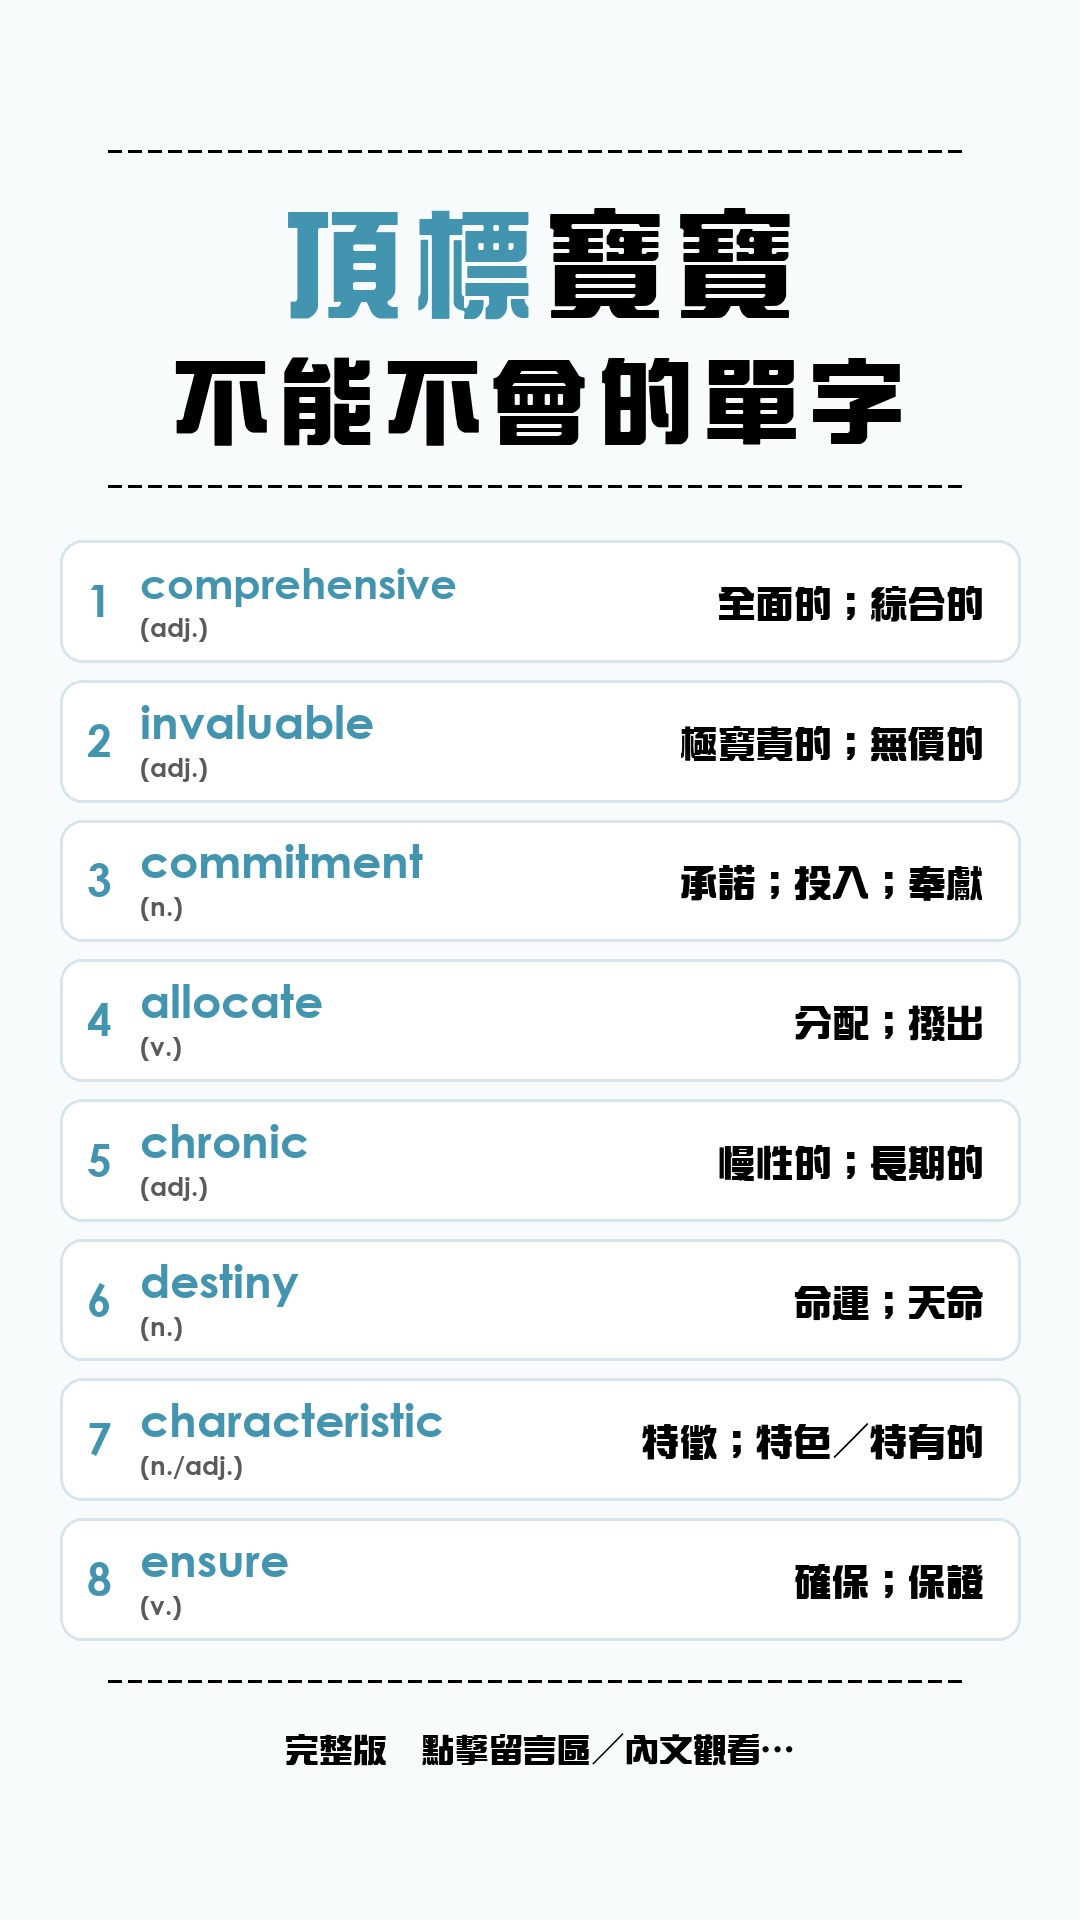 頂標寶寶
不能不會的單字
1 comprehensive 全面的；綜合的
(adj.)
2 invaluable 極寶貴的；無價的
(adj.)
3 commitment 承諾；投入；奉獻
(n.)
4 allocate 分配；撥出
(v.)
5 chronic 慢性的；長期的
(adj.)
6 destiny 命運；天命
(n.)
7 characteristic 特徵；特色／特有的
(n./adj.)
8 ensure 確保；保證
(v.)
完整版　點擊留言區／內文觀看…